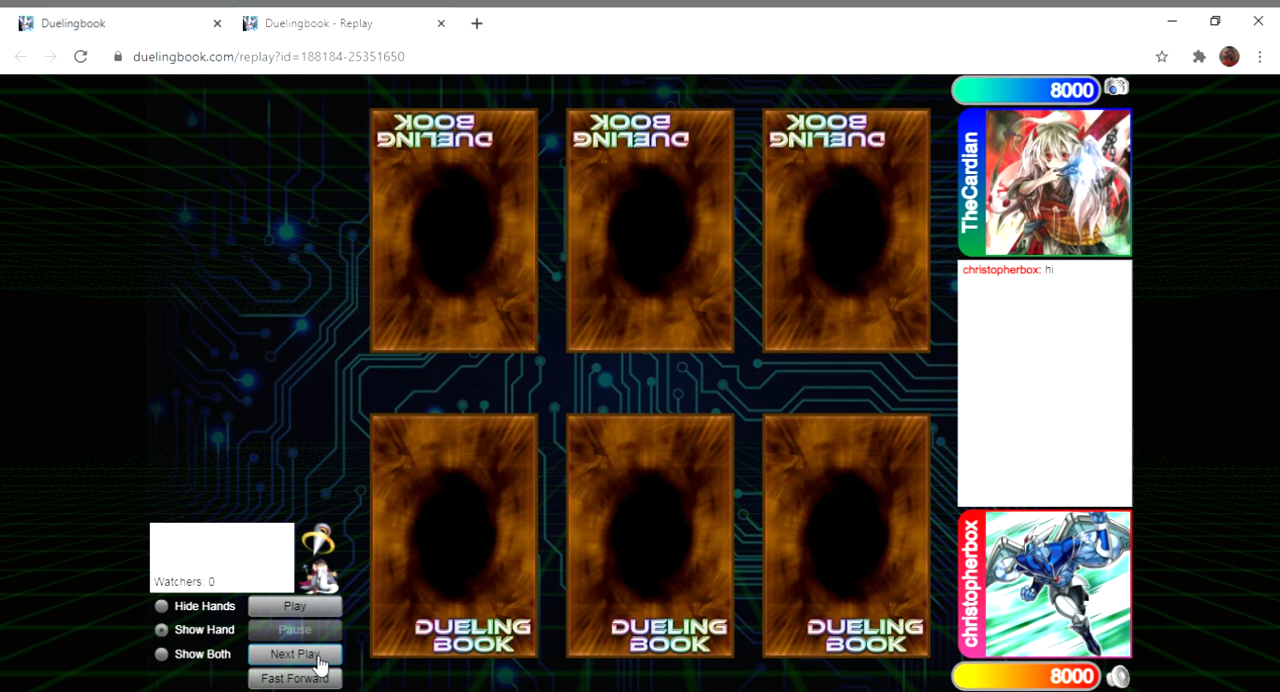 Duelingbook
Duelingbook - Replay
duelingbook.com/replay?id=188184-25351650
8000
DUELING
BOOK
DUELING
BOOK
DUELING
BOOK
TheCardian
christopherbox: hi
Watchers: 0
Hide Hands
Play
Show Hand
Pause
Show Both
Next Play
Fast Forward
DUELING
BOOK
DUELING
BOOK
DUELING
BOOK
christopherbox
8000